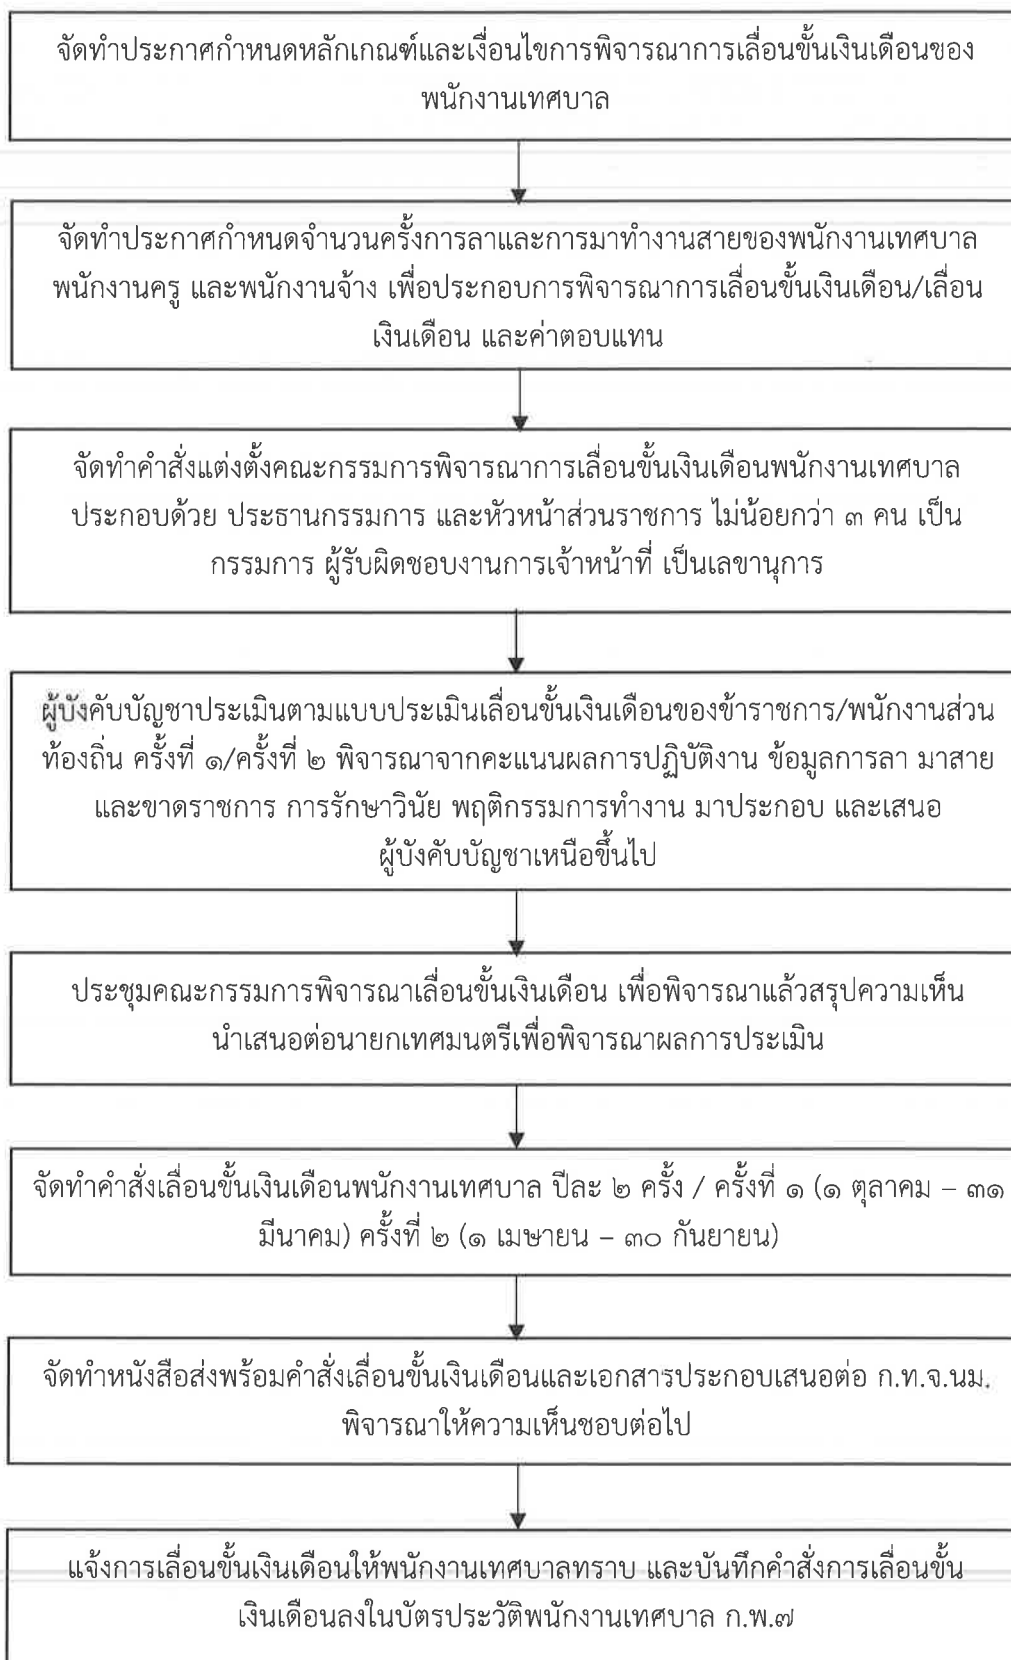 จัดทำประกาศกำหนดหลักเกณฑ์และเงื่อนไขการพิจารณาการเลื่อนขั้นเงินเดือนของ
พนักงานเทศบาล
จัดทำประกาศกำหนดจำนวนครั้งการลาและการมาทำงานสายของพนักงานเทศบาล
พนักงานครู และพนักงานจ้าง เพื่อประกอบการพิจารณาการเลื่อนขั้นเงินเดือน/เลื่อน
เงินเดือน และค่าตอบแทน
จัดทำคำสั่งแต่งตั้งคณะกรรมการพิจารณาการเลื่อนขั้นเงินเดือนพนักงานเทศบาล
ประกอบด้วย ประธานกรรมการ และหัวหน้าส่วนราชการ ไม่น้อยกว่า ๓ คน เป็น
กรรมการ ผู้รับผิดชอบงานการเจ้าหน้าที่ เป็นเลขานุการ
ผู้บังคับบัญชาประเมินตามแบบประเมินเลื่อนขั้นเงินเดือนของข้าราชการ/พนักงานส่วน
ท้องถิ่น ครั้งที่ ๑/ครั้งที่ ๒ พิจารณาจากคะแนนผลการปฏิบัติงาน ข้อมูลการลา มาสาย
และขาดราชการ การรักษาวินัย พฤติกรรมการทำงาน มาประกอบ และเสนอ
ผู้บังคับบัญชาเหนือขึ้นไป
ประชุมคณะกรรมการพิจารณาเลื่อนขั้นเงินเดือน เพื่อพิจารณาแล้วสรุปความเห็น
นำเสนอต่อนายกเทศมนตรีเพื่อพิจารณาผลการประเมิน
จัดทำคำสั่งเลื่อนขั้นเงินเดือนพนักงานเทศบาล ปีละ ๒ ครั้ง / ครั้งที่ ๑ (๑ ตุลาคม – ๓๑
มีนาคม) ครั้งที่ ๒ (๑ เมษายน – ๓๐ กันยายน)
จัดทำหนังสือส่งพร้อมคำสั่งเลื่อนขั้นเงินเดือนและเอกสารประกอบเสนอต่อ ก.ท.จ.นม.
พิจารณาให้ความเห็นชอบต่อไป
แจ้งการเลื่อนขั้นเงินเดือนให้พนักงานเทศบาลทราบ และบันทึกคำสั่งการเลื่อนขั้น
เงินเดือนลงในบัตรประวัติพนักงานเทศบาล ก.พ.๗